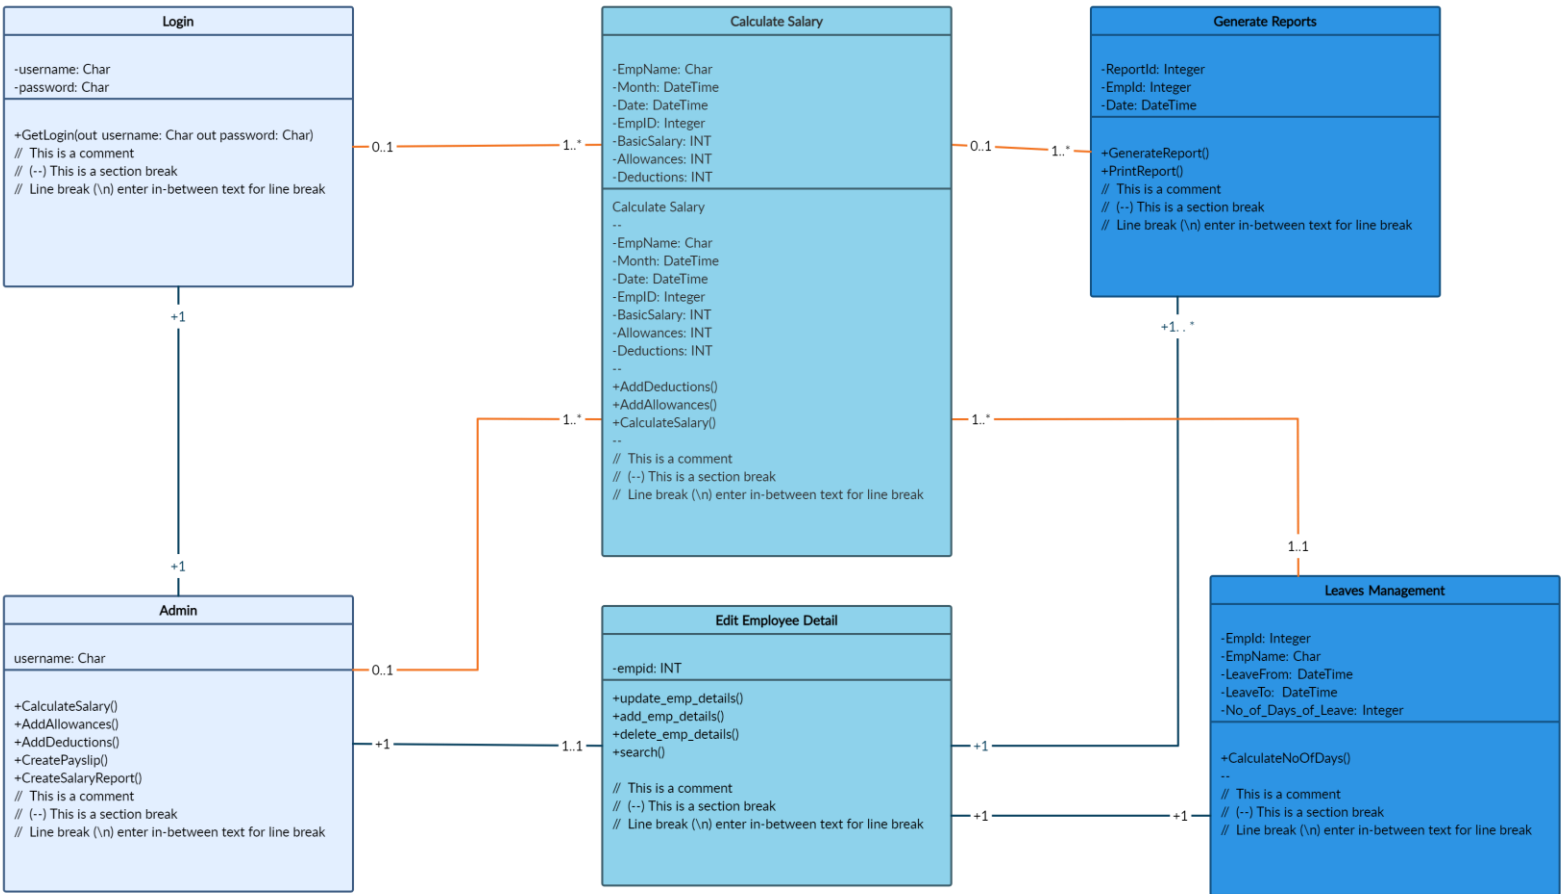 Login
-username: Char
-password: Char
+GetLogin(out username: Char out password: Char)
// This is a comment
// (--) This is a section break
// Line break (\n) enter in-between text for line break
0..1
1..*
+1
+1
Calculate Salary
-EmpName: Char
-Month: DateTime
-Date: DateTime
-EmpID: Integer
-BasicSalary: INT
-Allowances: INT
-Deductions: INT
Calculate Salary
--
-EmpName: Char
-Month: DateTime
-Date: DateTime
-EmpID: Integer
-BasicSalary: INT
-Allowances: INT
-Deductions: INT
--
+AddDeductions()
+AddAllowances()
+CalculateSalary()
--
// This is a comment
// (--) This is a section break
// Line break (\n) enter in-between text for line break
0..1
1..*
Generate Reports
-ReportId: Integer
-EmpId: Integer
-Date: DateTime
+GenerateReport()
+PrintReport()
// This is a comment
// (--) This is a section break
// Line break (\n) enter in-between text for line break
+1. . *
1..*
1..*
1..1
Admin
username: Char
+CalculateSalary()
+AddAllowances()
+AddDeductions()
+CreatePayslip()
+CreateSalaryReport()
// This is a comment
// (--) This is a section break
// Line break (\n) enter in-between text for line break
0..1
+1
1..1
Edit Employee Detail
-empid: INT
+update_emp_details()
+add_emp_details()
+delete_emp_details()
+search()
// This is a comment
// (--) This is a section break
// Line break (\n) enter in-between text for line break
+1
+1
+1
Leaves Management
-EmpId: Integer
-EmpName: Char
-LeaveFrom: DateTime
-LeaveTo: DateTime
-No_of_Days_of_Leave: Integer
+CalculateNoOfDays()
--
// This is a comment
// (--) This is a section break
// Line break (\n) enter in-between text for line break